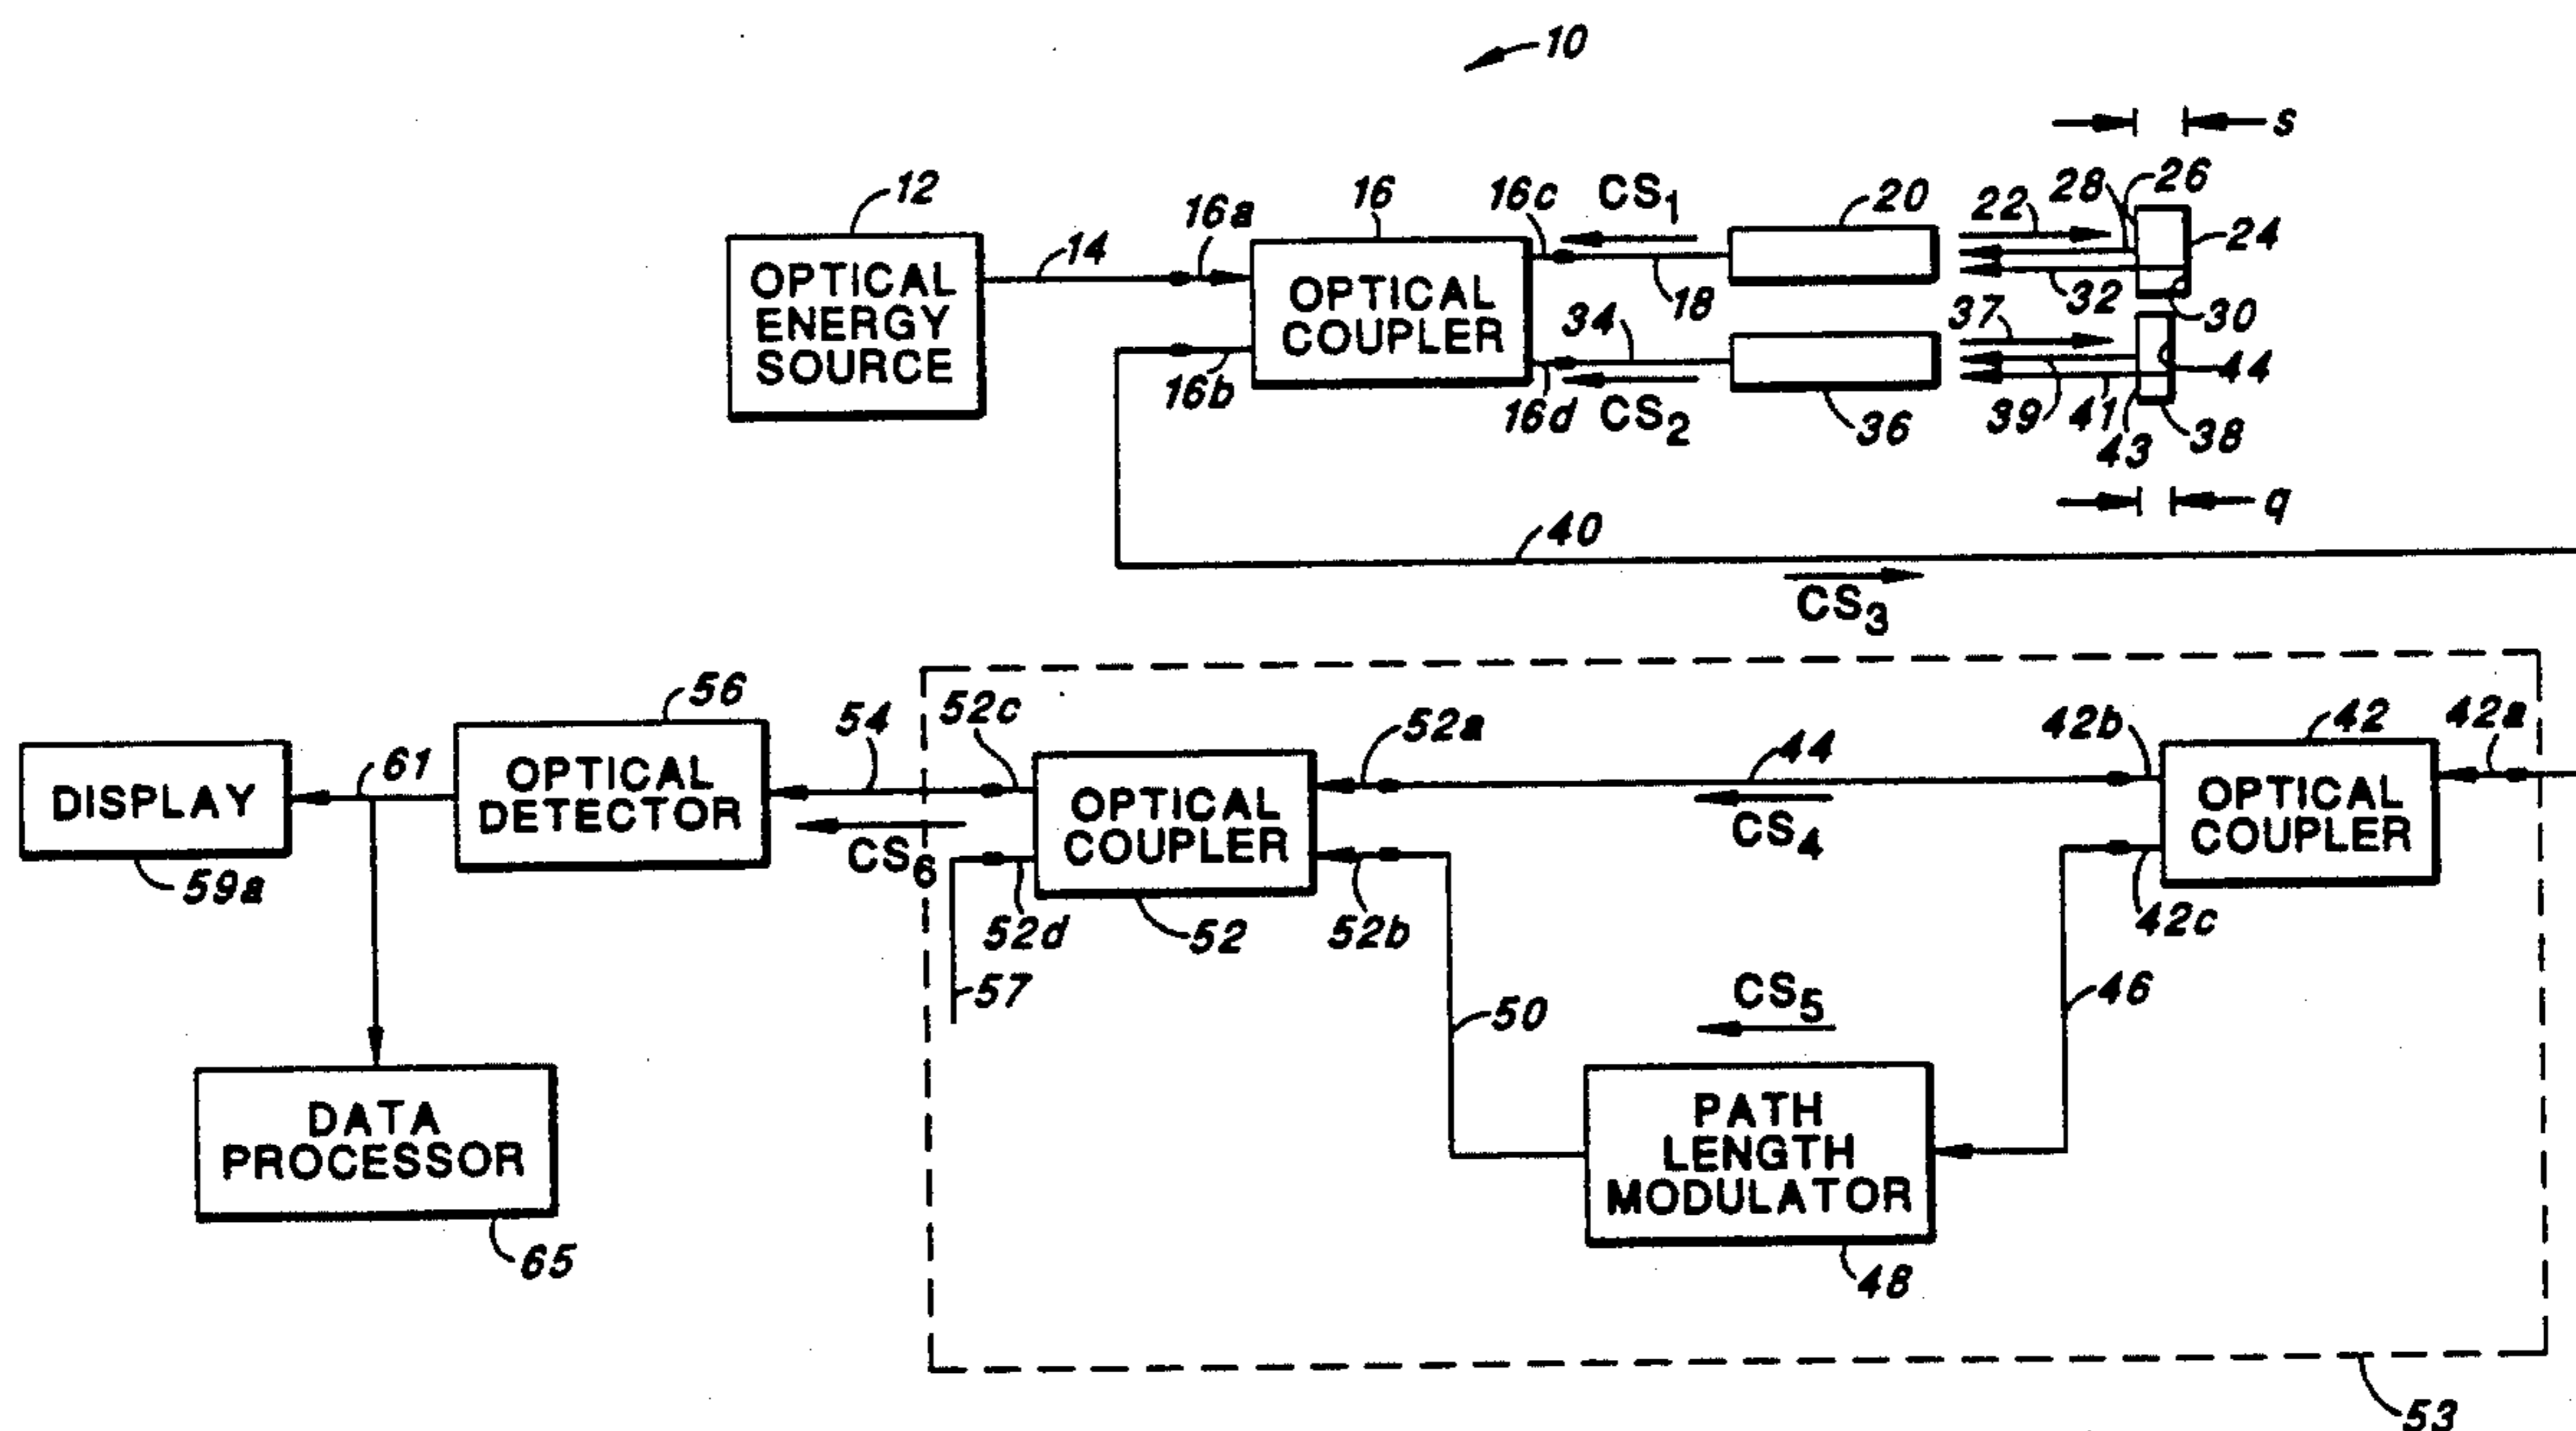 10
s
12
14
16a
16
16c
CS1
20
22
28
26
24
OPTICAL
ENERGY
SOURCE
OPTICAL
COUPLER
18
32
30
16b
34
37
44
16d
CS2
36
39
41
43
38
q
40
CS3
56
54
52c
52a
44
42b
42
42a
61
DISPLAY
59a
OPTICAL
DETECTOR
CS6
OPTICAL
COUPLER
CS4
OPTICAL
COUPLER
52d
52
52b
42c
57
50
CS5
46
DATA
PROCESSOR
65
PATH
LENGTH
MODULATOR
48
53